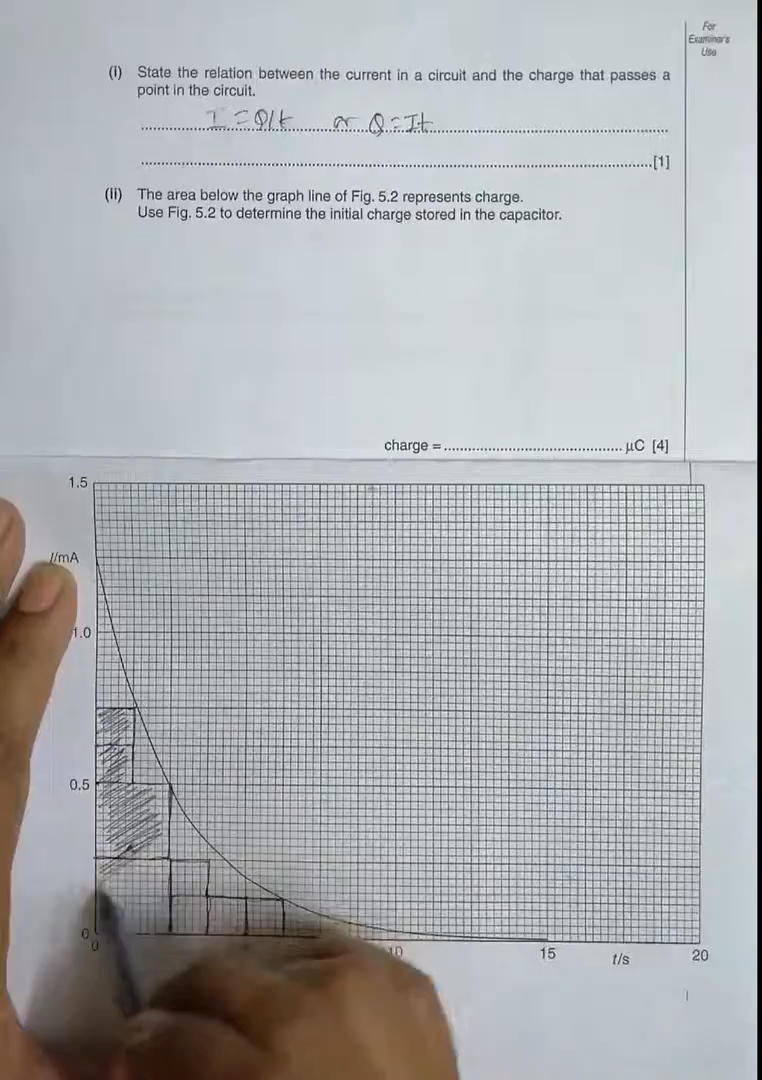 For
Examiner's
Use
(i) State the relation between the current in a circuit and the charge that passes a
point in the circuit.
I = Q/t or Q = It
[1]
(ii) The area below the graph line of Fig. 5.2 represents charge.
Use Fig. 5.2 to determine the initial charge stored in the capacitor.
charge = μC [4]
1.5
I/mA
1.0
0.5
0
0
10
15
t/s
20